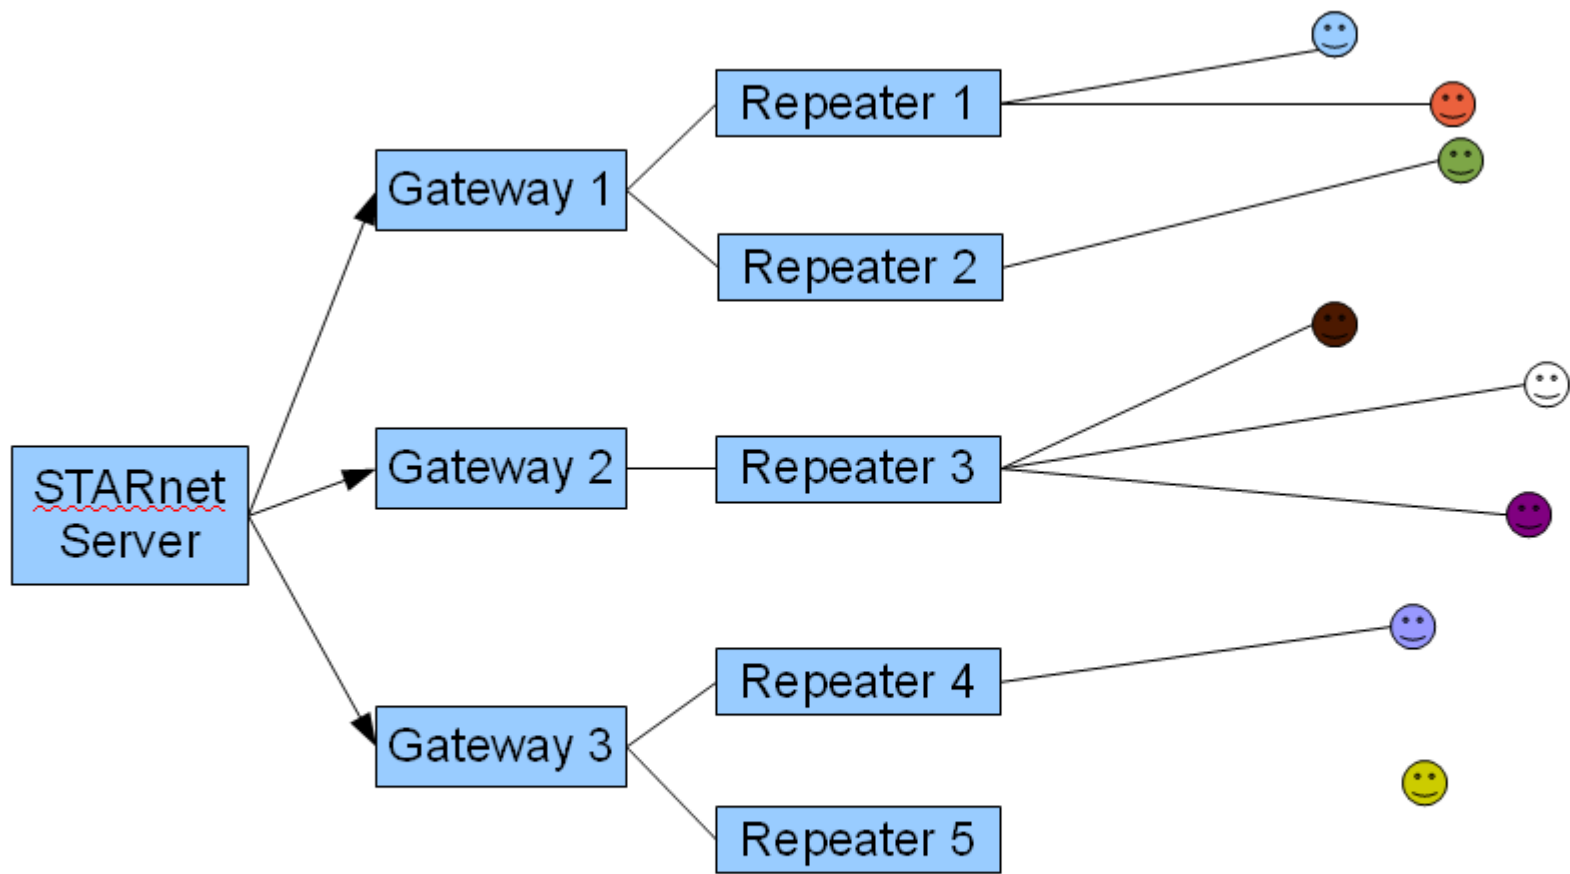 Repeater 1
Gateway 1
Repeater 2
STARnet
Server
Gateway 2
Repeater 3
Repeater 4
Gateway 3
Repeater 5